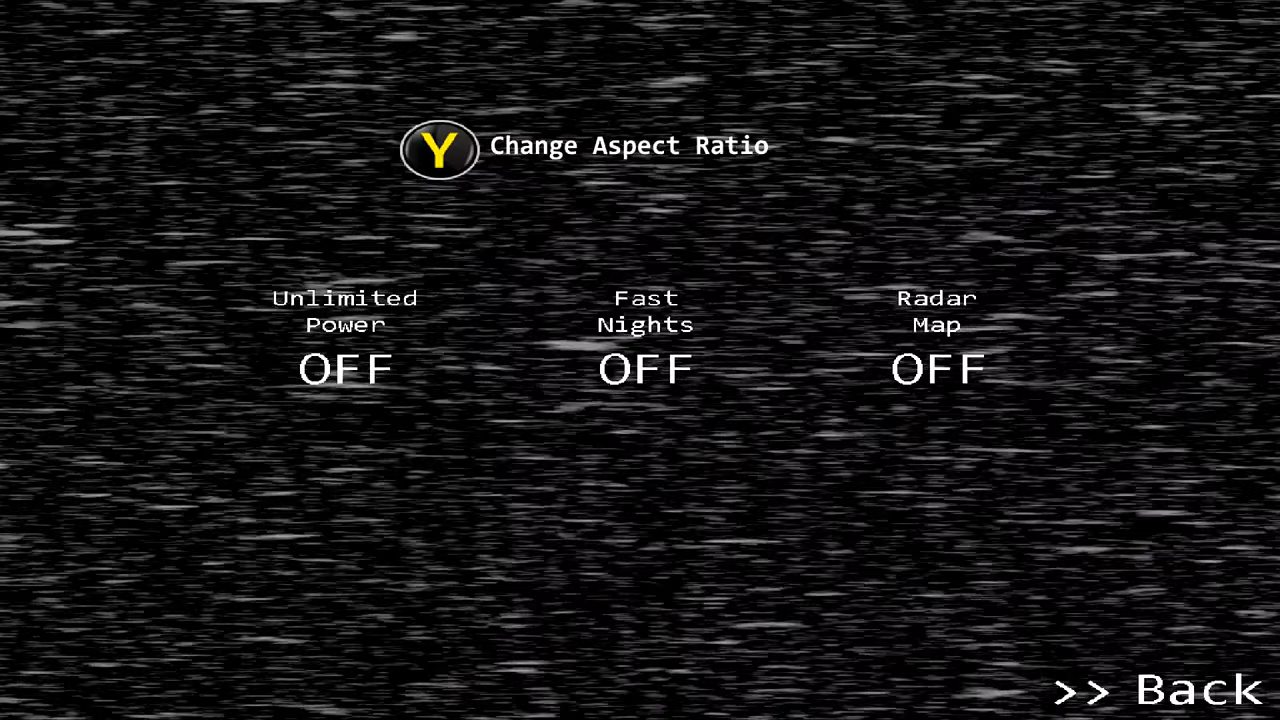 Y Change Aspect Ratio
Unlimited
Power
OFF
Fast
Nights
OFF
Radar
Map
OFF
>> Back